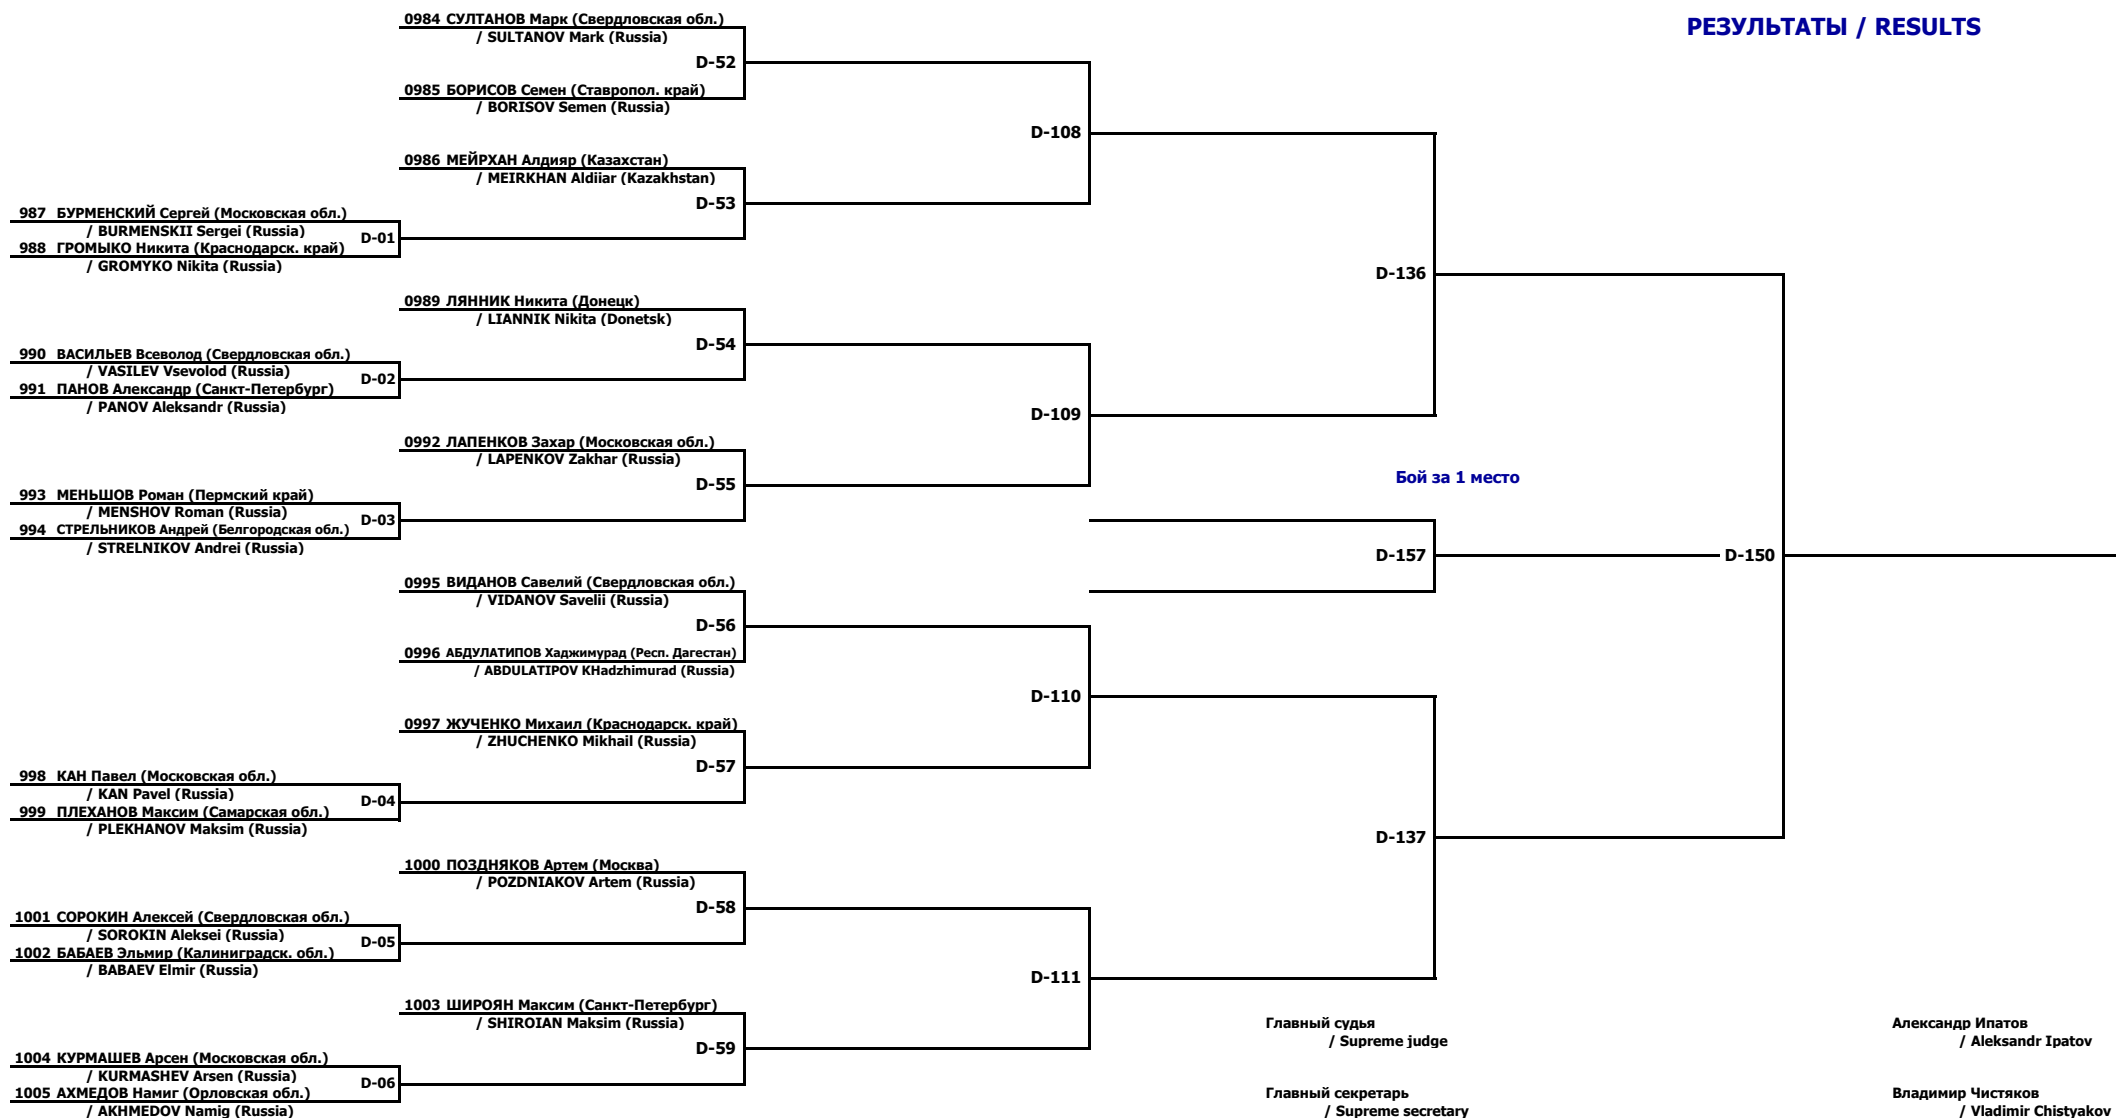 РЕЗУЛЬТАТЫ / RESULTS
0984 СУЛТАНОВ Марк (Свердловская обл.)
/ SULTANOV Mark (Russia)
D-52
0985 БОРИСОВ Семен (Ставропол. край)
/ BORISOV Semen (Russia)
D-108
0986 МЕЙРХАН Алдияр (Казахстан)
/ MEIRKHAN Aldiiar (Kazakhstan)
D-53
987 БУРМЕНСКИЙ Сергей (Московская обл.)
/ BURMENSKII Sergei (Russia)
D-01
988 ГРОМЫКО Никита (Краснодарск. край)
/ GROMYKO Nikita (Russia)
D-136
0989 ЛЯННИК Никита (Донецк)
/ LIANNIK Nikita (Donetsk)
D-54
990 ВАСИЛЬЕВ Всеволод (Свердловская обл.)
/ VASILEV Vsevolod (Russia)
D-02
991 ПАНОВ Александр (Санкт-Петербург)
/ PANOV Aleksandr (Russia)
D-109
0992 ЛАПЕНКОВ Захар (Московская обл.)
/ LAPENKOV Zakhar (Russia)
D-55
Бой за 1 место
993 МЕНЬШОВ Роман (Пермский край)
/ MENSHOV Roman (Russia)
D-03
994 СТРЕЛЬНИКОВ Андрей (Белгородская обл.)
/ STRELNIKOV Andrei (Russia)
D-157
D-150
0995 ВИДАНОВ Савелий (Свердловская обл.)
/ VIDANOV Savelii (Russia)
D-56
0996 АБДУЛАТИПОВ Хаджимурад (Респ. Дагестан)
/ ABDULATIPOV KHadzhimurad (Russia)
D-110
0997 ЖУЧЕНКО Михаил (Краснодарск. край)
/ ZHUCHENKO Mikhail (Russia)
D-57
998 КАН Павел (Московская обл.)
/ KAN Pavel (Russia)
D-04
999 ПЛЕХАНОВ Максим (Самарская обл.)
/ PLEKHANOV Maksim (Russia)
D-137
1000 ПОЗДНЯКОВ Артем (Москва)
/ POZDNIAKOV Artem (Russia)
D-58
1001 СОРОКИН Алексей (Свердловская обл.)
/ SOROKIN Aleksei (Russia)
D-05
1002 БАБАЕВ Эльмир (Калиниградск. обл.)
/ BABAEV Elmir (Russia)
D-111
1003 ШИРОЯН Максим (Санкт-Петербург)
/ SHIROIAN Maksim (Russia)
D-59
1004 КУРМАШЕВ Арсен (Московская обл.)
/ KURMASHEV Arsen (Russia)
D-06
1005 АХМЕДОВ Намиг (Орловская обл.)
/ AKHMEDOV Namig (Russia)
Главный судья
/ Supreme judge
Александр Ипатов
/ Aleksandr Ipatov
Главный секретарь
/ Supreme secretary
Владимир Чистяков
/ Vladimir Chistyakov